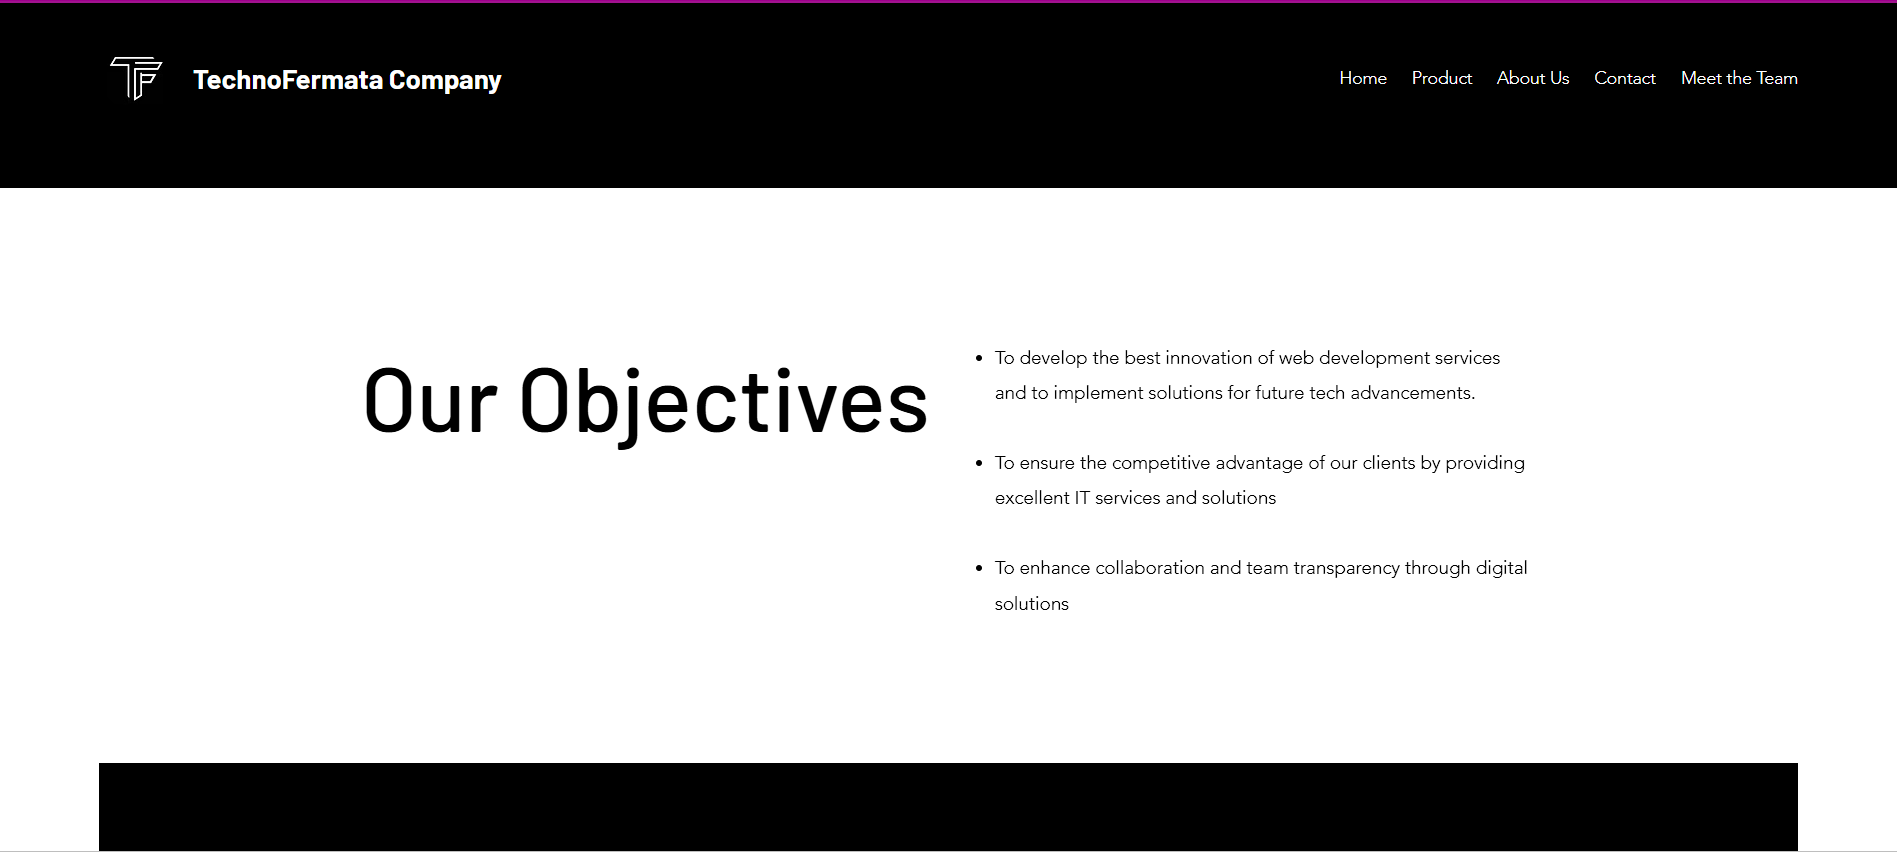 TF
TechnoFermata Company
Home Product About Us Contact Meet the Team
Our Objectives
• To develop the best innovation of web development services
and to implement solutions for future tech advancements.
• To ensure the competitive advantage of our clients by providing
excellent IT services and solutions
• To enhance collaboration and team transparency through digital
solutions